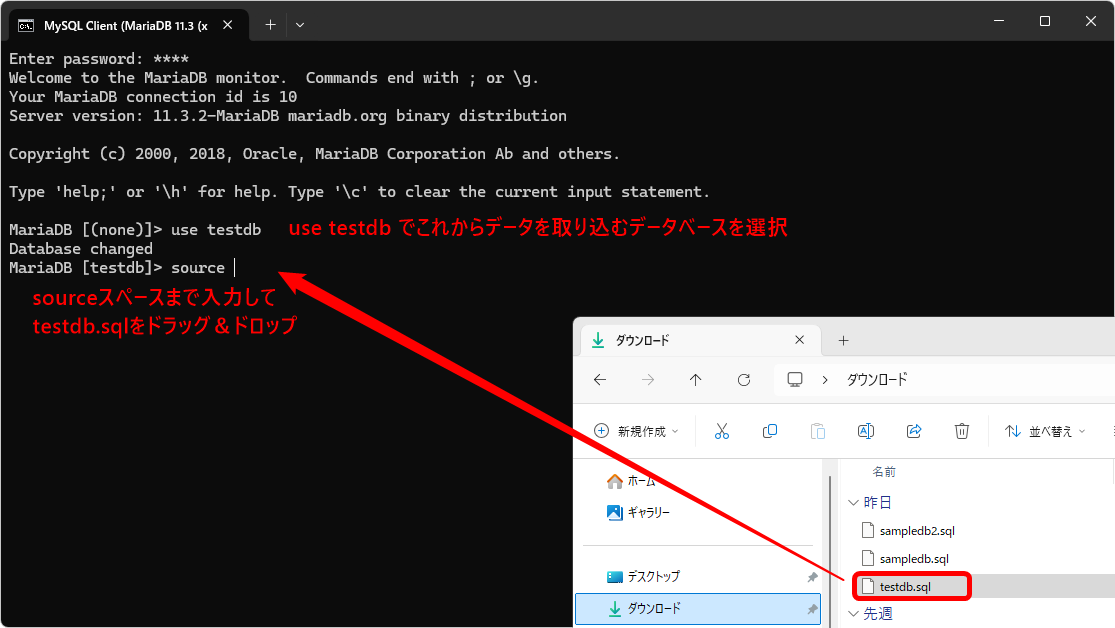 MySQL Client (MariaDB 11.3 (x
Enter password: ****
Welcome to the MariaDB monitor.  Commands end with ; or \g.
Your MariaDB connection id is 10
Server version: 11.3.2-MariaDB mariadb.org binary distribution
Copyright (c) 2000, 2018, Oracle, MariaDB Corporation Ab and others.
Type 'help;' or '\h' for help. Type '\c' to clear the current input statement.
MariaDB [(none)]> use testdb
use testdb でこれからデータを取り込むデータベースを選択
Database changed
MariaDB [testdb]> source
sourceスペースまで入力して
testdb.sqlをドラッグ＆ドロップ
ダウンロード
ダウンロード
新規作成
並べ替え
ホーム
ギャラリー
デスクトップ
ダウンロード
名前
昨日
sampledb2.sql
sampledb.sql
testdb.sql
先週